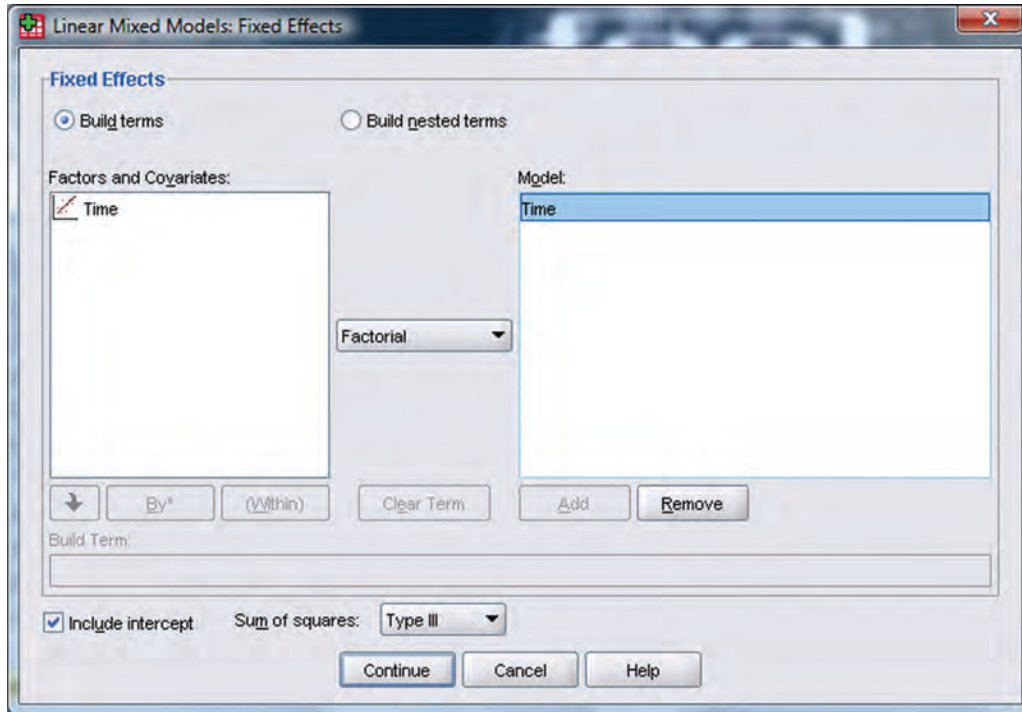 Linear Mixed Models: Fixed Effects
Fixed Effects
Build terms
Build nested terms
Factors and Covariates:
Model:
Time
Time
Factorial
By*
(Within)
Clear Term
Add
Remove
Build Term:
Include intercept
Sum of squares:
Type III
Continue
Cancel
Help